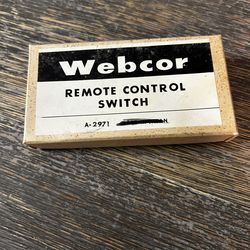 Webcor
REMOTE CONTROL
SWITCH
A-2971